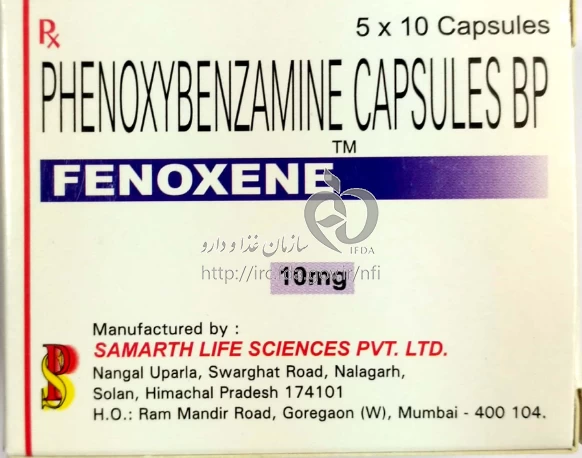 Rx
5 x 10 Capsules
PHENOXYBENZAMINE CAPSULES BP
FENOXENE™
سازمان غذا و دارو
IFDA
10mg
Manufactured by :
SAMARTH LIFE SCIENCES PVT. LTD.
Nangal Uparla, Swarghat Road, Nalagarh,
Solan, Himachal Pradesh 174101
H.O.: Ram Mandir Road, Goregaon (W), Mumbai - 400 104.